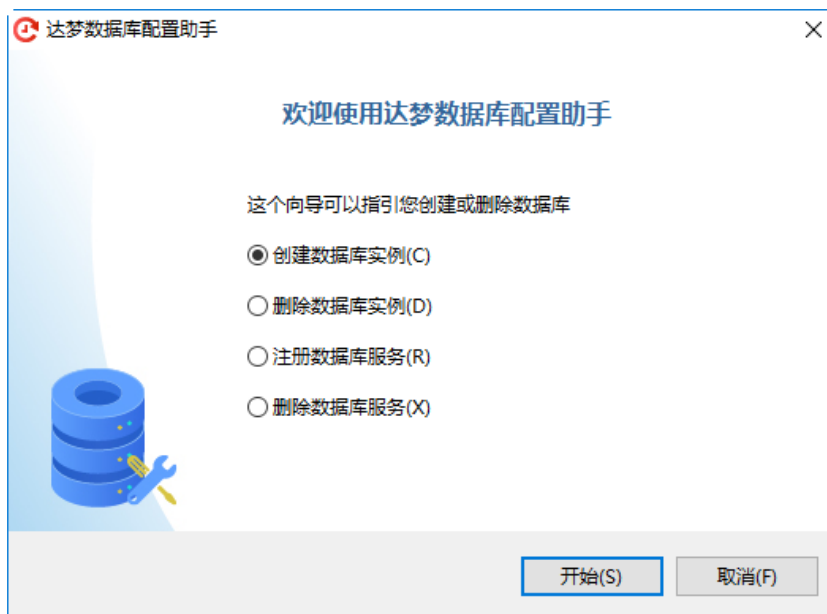 达梦数据库配置助手
欢迎使用达梦数据库配置助手
这个向导可以指引您创建或删除数据库
创建数据库实例(C)
删除数据库实例(D)
注册数据库服务(R)
删除数据库服务(X)
开始(S)
取消(F)